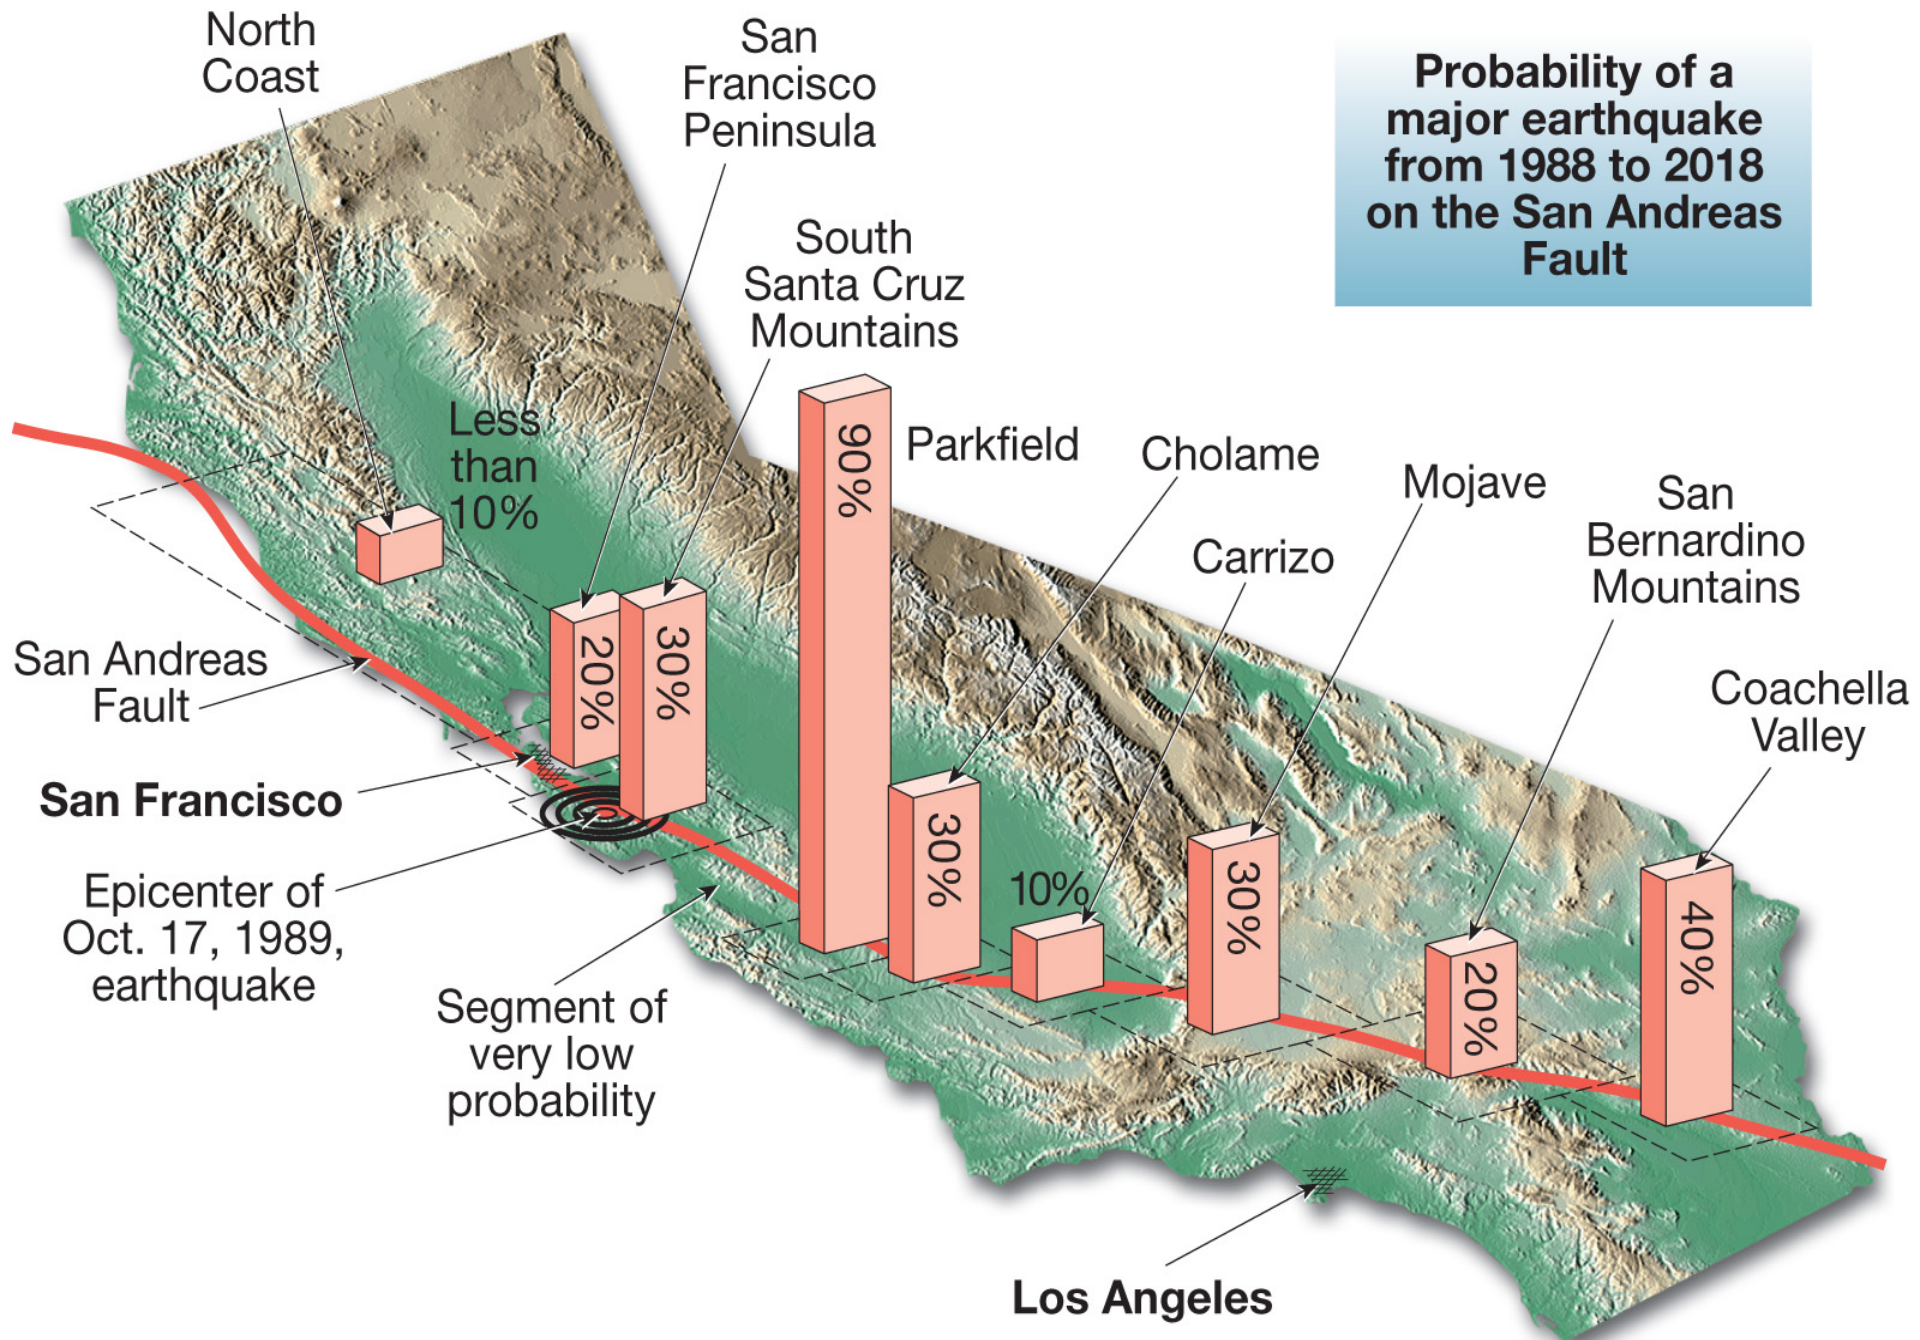 North
Coast
San
Francisco
Peninsula
Probability of a
major earthquake
from 1988 to 2018
on the San Andreas
Fault
South
Santa Cruz
Mountains
Less
than
10%
90%
Parkfield
Cholame
Mojave
San
Bernardino
Mountains
Carrizo
20%
30%
San Andreas
Fault
Coachella
Valley
San Francisco
30%
10%
30%
20%
40%
Epicenter of
Oct. 17, 1989,
earthquake
Segment of
very low
probability
Los Angeles